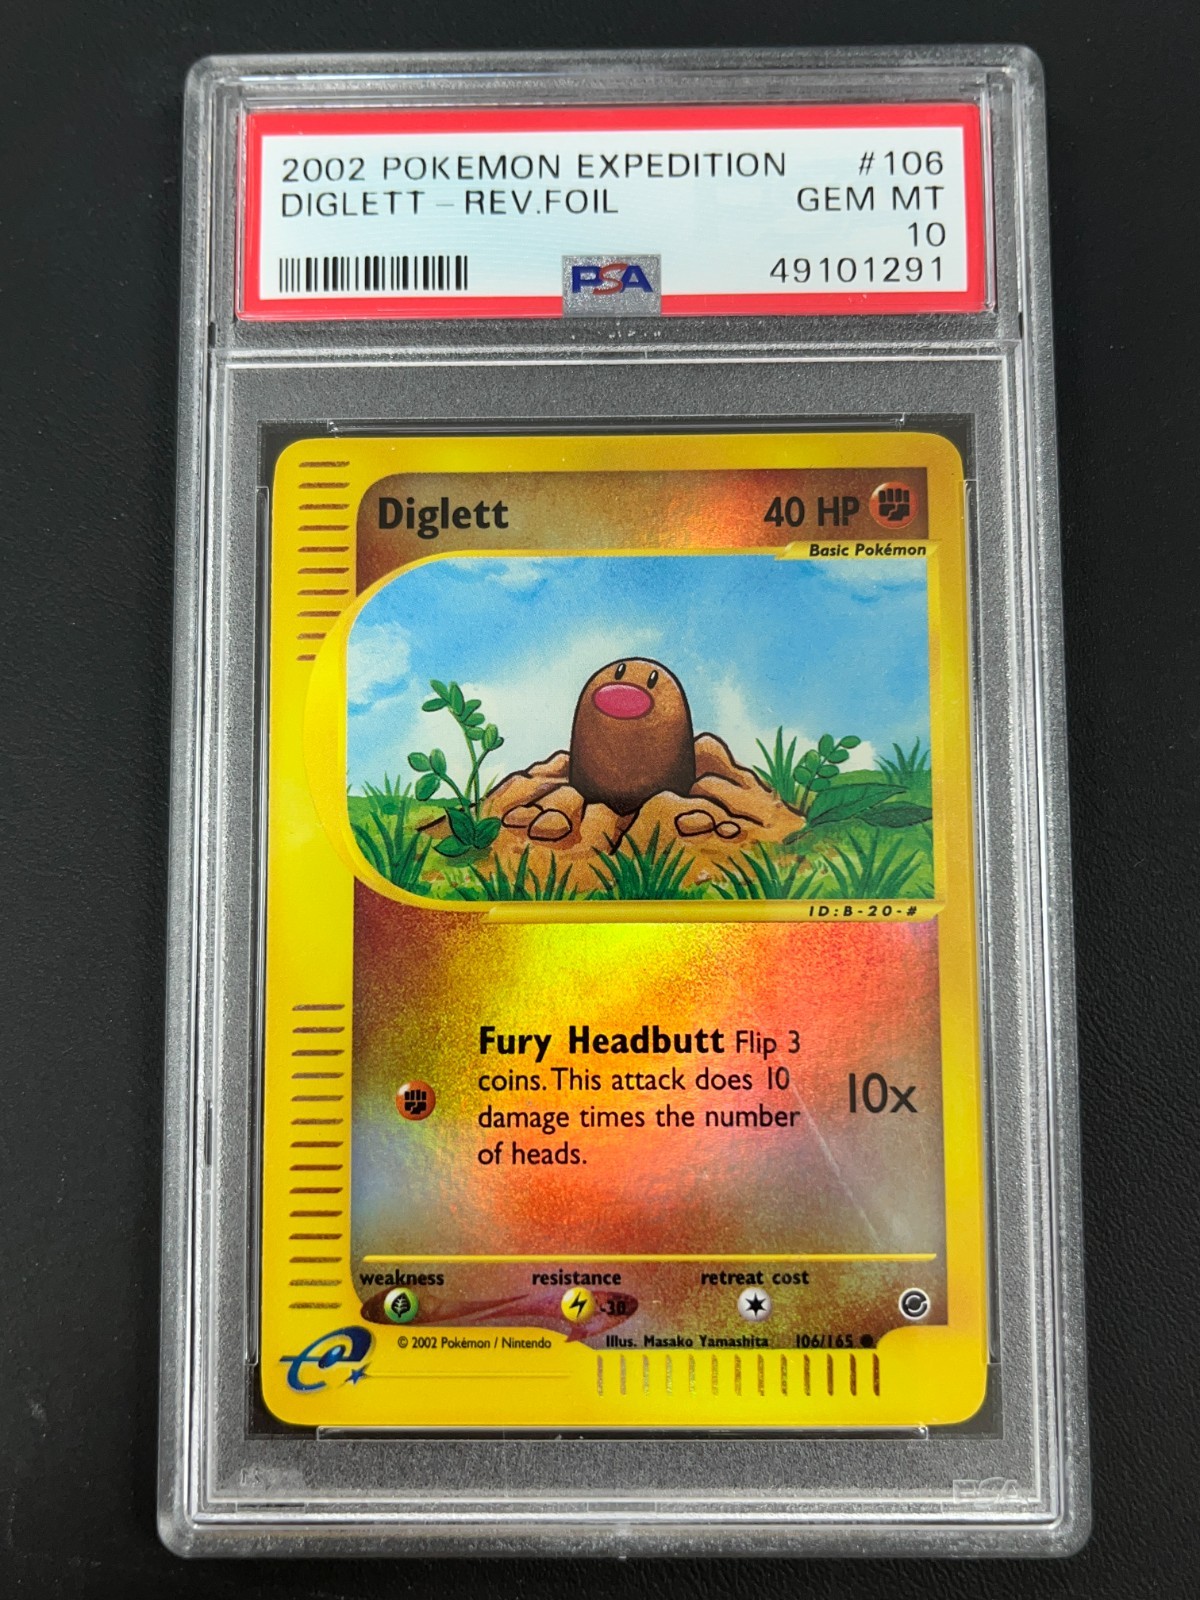 2002 POKEMON EXPEDITION #106
DIGLETT - REV.FOIL GEM MT
10
PSA 49101291
Diglett 40 HP
Basic Pokémon
ID:B-20-#
Fury Headbutt Flip 3
coins. This attack does 10
damage times the number
of heads.
10x
weakness resistance retreat cost
-30
e
© 2002 Pokémon / Nintendo Illus. Masako Yamashita 106/165
PSA